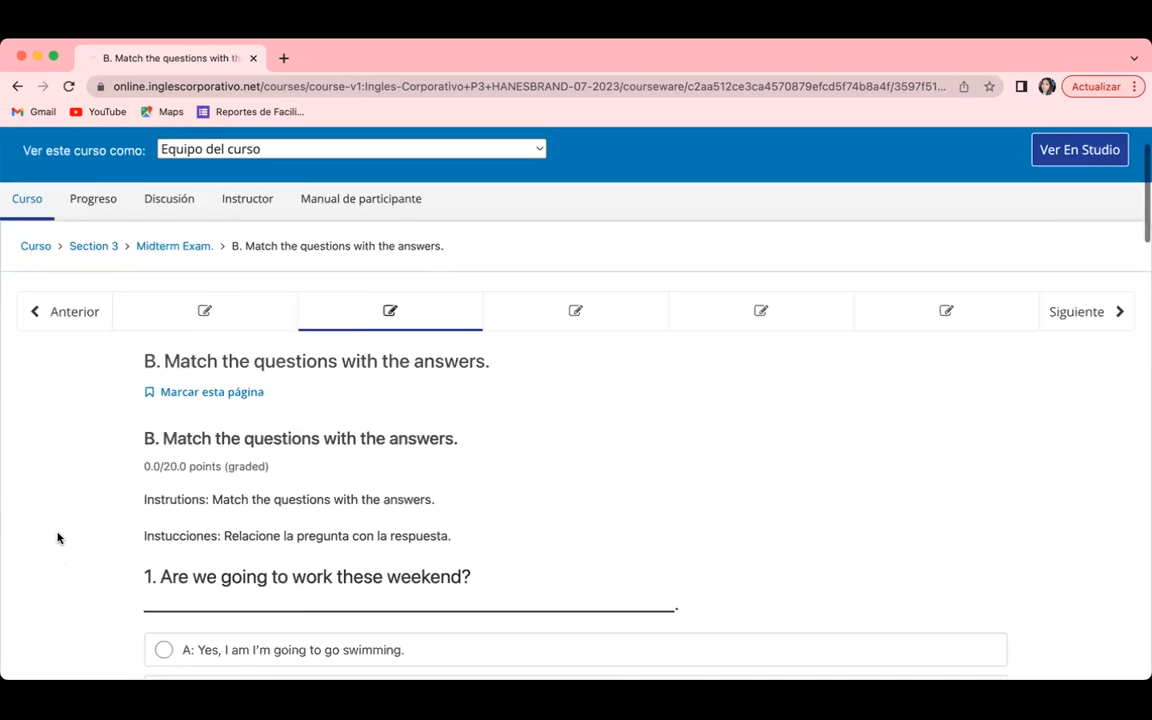 B. Match the questions with th
online.inglescorporativo.net/courses/course-v1:Ingles-Corporativo+P3+HANESBRAND-07-2023/courseware/c2aa512ce3ca4570879efcd5f74b8a4f/3597f51...
Actualizar
Gmail YouTube Maps Reportes de Facili...
Ver este curso como: Equipo del curso Ver En Studio
Curso Progreso Discusión Instructor Manual de participante
Curso > Section 3 > Midterm Exam. > B. Match the questions with the answers.
Anterior Siguiente
B. Match the questions with the answers.
Marcar esta página
B. Match the questions with the answers.
0.0/20.0 points (graded)
Instrutions: Match the questions with the answers.
Instucciones: Relacione la pregunta con la respuesta.
1. Are we going to work these weekend?
.
A: Yes, I am I'm going to go swimming.